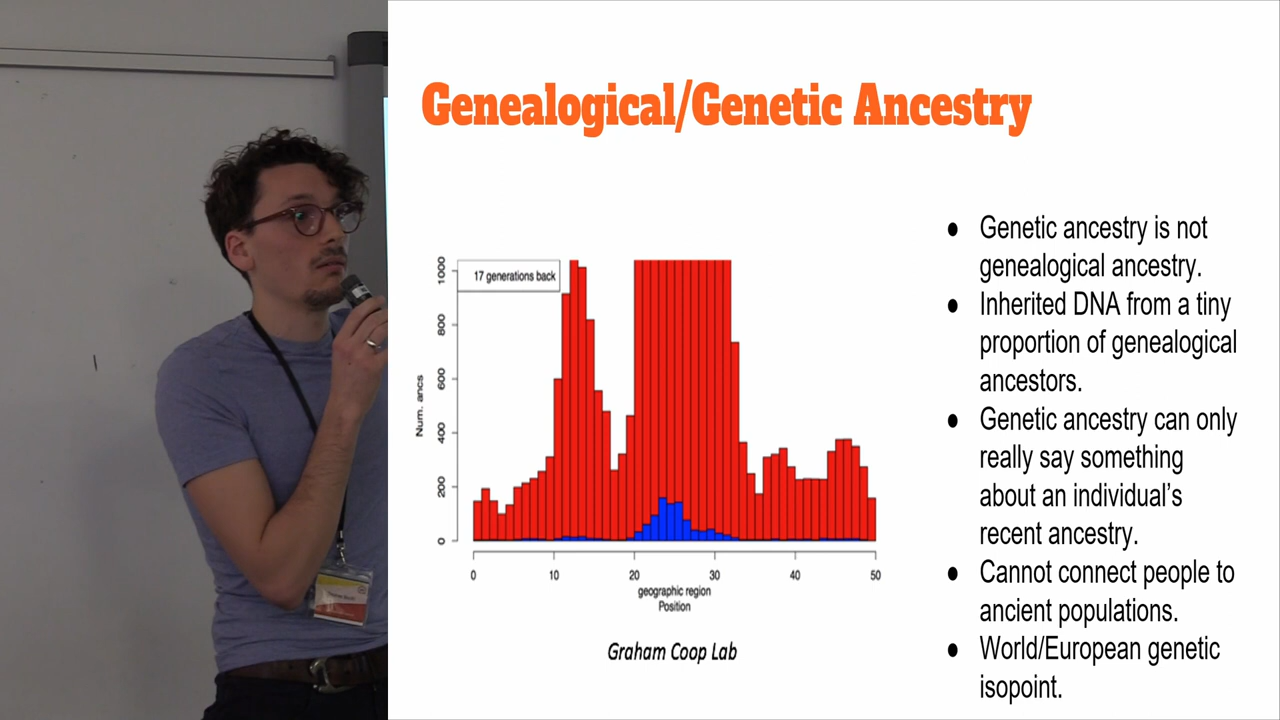 Genealogical/Genetic Ancestry
17 generations back
1000
800
600
400
200
0
Num. ancs
0 10 20 30 40 50
geographic region
Position
Graham Coop Lab
● Genetic ancestry is not
genealogical ancestry.
● Inherited DNA from a tiny
proportion of genealogical
ancestors.
● Genetic ancestry can only
really say something
about an individual’s
recent ancestry.
● Cannot connect people to
ancient populations.
● World/European genetic
isopoint.